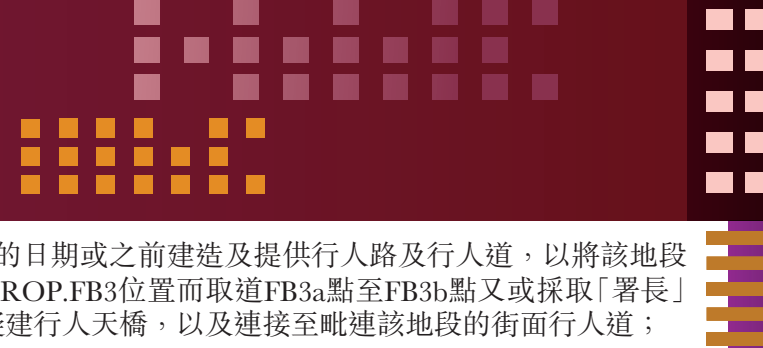 的日期或之前建造及提供行人路及行人道，以將該地段
ROP.FB3位置而取道FB3a點至FB3b點又或採取「署長」
建行人天橋，以及連接至毗連該地段的街面行人道；